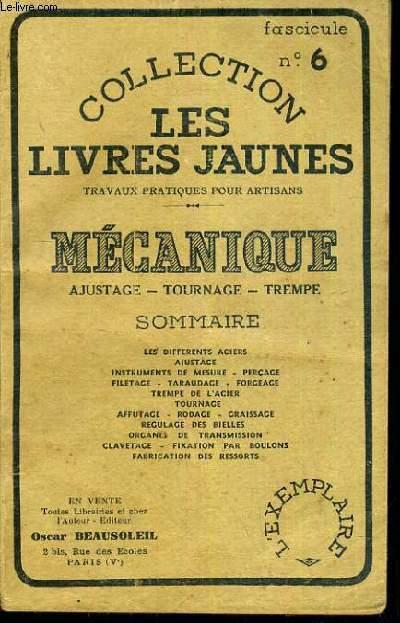 Le-livre.com
fascicule
n° 6
COLLECTION
LES
LIVRES JAUNES
TRAVAUX PRATIQUES POUR ARTISANS
MÉCANIQUE
AJUSTAGE - TOURNAGE - TREMPE
SOMMAIRE
LES DIFFERENTS ACIERS
AJUSTAGE
INSTRUMENTS DE MESURE - PERÇAGE
FILETAGE - TARAUDAGE - FORGEAGE
TREMPE DE L'ACIER
TOURNAGE
AFFUTAGE - RODAGE - GRAISSAGE
REGULAGE DES BIELLES
ORGANES DE TRANSMISSION
CLAVETAGE - FIXATION PAR BOULONS
FABRICATION DES RESSORTS
EN VENTE
Toutes Librairies et chez
l'Auteur - Editeur
Oscar BEAUSOLEIL
2 bis, Rue des Ecoles
PARIS (Vᵉ)
L'EXEMPLAIRE